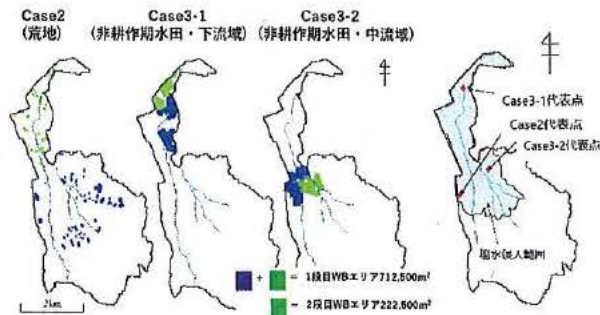 Case2
(荒地)
Case3-1
(非耕作期水田・下流域)
Case3-2
(非耕作期水田・中流域)
Case3-1代表点
Case2代表点
Case3-2代表点
= 1段目WBエリア712,500m²
= 2段目WBエリア222,500m²
2km